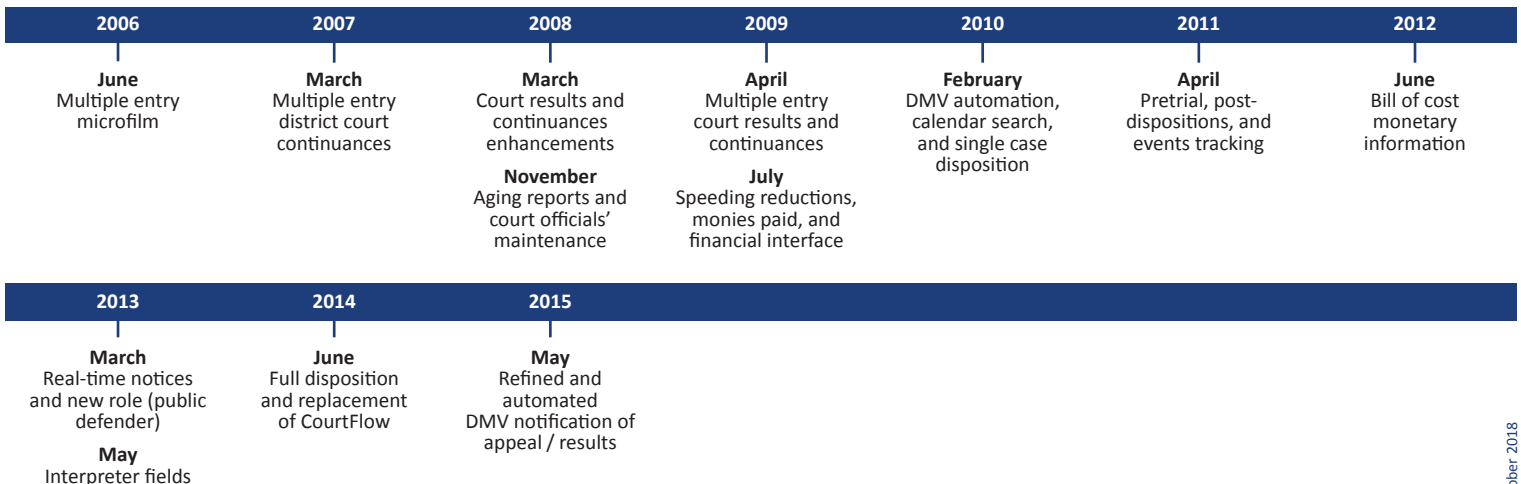 2006 2007 2008 2009 2010 2011 2012
June
Multiple entry
microfilm
March
Multiple entry
district court
continuances
March
Court results and
continuances
enhancements
November
Aging reports and
court officials'
maintenance
April
Multiple entry
court results and
continuances
July
Speeding reductions,
monies paid, and
financial interface
February
DMV automation,
calendar search,
and single case
disposition
April
Pretrial, post-
dispositions, and
events tracking
June
Bill of cost
monetary
information
2013 2014 2015
March
Real-time notices
and new role (public
defender)
May
Interpreter fields
June
Full disposition
and replacement
of CourtFlow
May
Refined and
automated
DMV notification of
appeal / results
2018